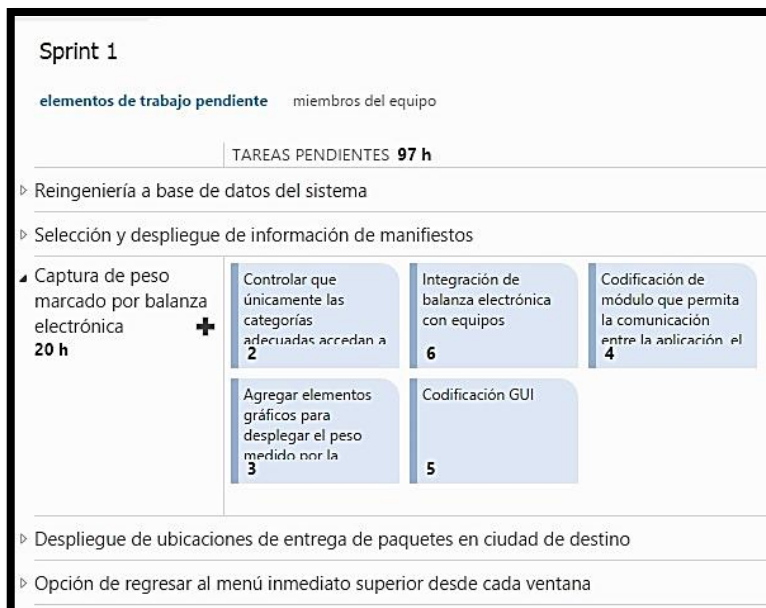 Sprint 1
elementos de trabajo pendiente miembros del equipo
TAREAS PENDIENTES 97 h
Reingeniería a base de datos del sistema
Selección y despliegue de información de manifiestos
Captura de peso
marcado por balanza
electrónica
20 h
Controlar que
únicamente las
categorías
adecuadas accedan a
2
Integración de
balanza electrónica
con equipos
6
Codificación de
módulo que permita
la comunicación
entre la aplicación, el
4
Agregar elementos
gráficos para
desplegar el peso
medido por la
3
Codificación GUI
5
Despliegue de ubicaciones de entrega de paquetes en ciudad de destino
Opción de regresar al menú inmediato superior desde cada ventana